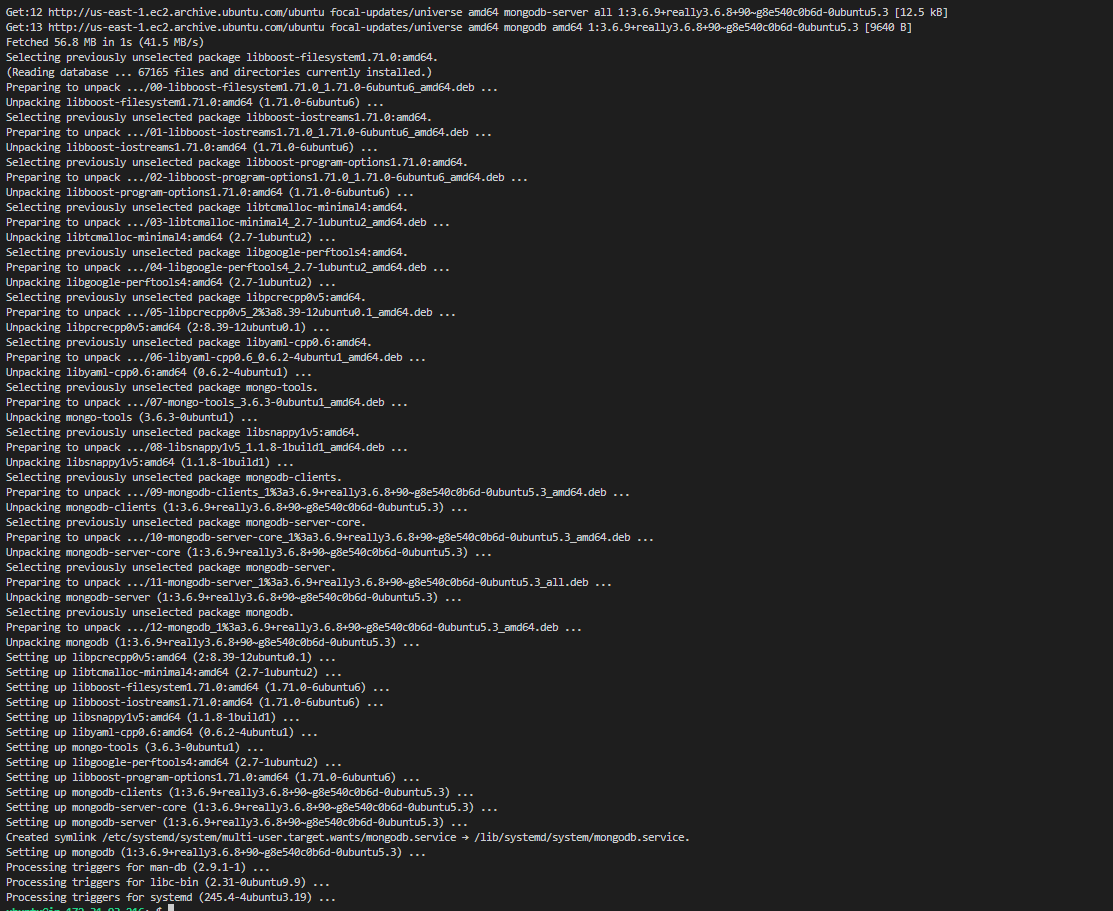 Get:12 http://us-east-1.ec2.archive.ubuntu.com/ubuntu focal-updates/universe amd64 mongodb-server all 1:3.6.9+really3.6.8+90~g8e540c0b6d-0ubuntu5.3 [12.5 kB]
Get:13 http://us-east-1.ec2.archive.ubuntu.com/ubuntu focal-updates/universe amd64 mongodb amd64 1:3.6.9+really3.6.8+90~g8e540c0b6d-0ubuntu5.3 [9640 B]
Fetched 56.8 MB in 1s (41.5 MB/s)
Selecting previously unselected package libboost-filesystem1.71.0:amd64.
(Reading database ... 67165 files and directories currently installed.)
Preparing to unpack .../00-libboost-filesystem1.71.0_1.71.0-6ubuntu6_amd64.deb ...
Unpacking libboost-filesystem1.71.0:amd64 (1.71.0-6ubuntu6) ...
Selecting previously unselected package libboost-iostreams1.71.0:amd64.
Preparing to unpack .../01-libboost-iostreams1.71.0_1.71.0-6ubuntu6_amd64.deb ...
Unpacking libboost-iostreams1.71.0:amd64 (1.71.0-6ubuntu6) ...
Selecting previously unselected package libboost-program-options1.71.0:amd64.
Preparing to unpack .../02-libboost-program-options1.71.0_1.71.0-6ubuntu6_amd64.deb ...
Unpacking libboost-program-options1.71.0:amd64 (1.71.0-6ubuntu6) ...
Selecting previously unselected package libtcmalloc-minimal4:amd64.
Preparing to unpack .../03-libtcmalloc-minimal4_2.7-1ubuntu2_amd64.deb ...
Unpacking libtcmalloc-minimal4:amd64 (2.7-1ubuntu2) ...
Selecting previously unselected package libgoogle-perftools4:amd64.
Preparing to unpack .../04-libgoogle-perftools4_2.7-1ubuntu2_amd64.deb ...
Unpacking libgoogle-perftools4:amd64 (2.7-1ubuntu2) ...
Selecting previously unselected package libpcrecpp0v5:amd64.
Preparing to unpack .../05-libpcrecpp0v5_2%3a8.39-12ubuntu0.1_amd64.deb ...
Unpacking libpcrecpp0v5:amd64 (2:8.39-12ubuntu0.1) ...
Selecting previously unselected package libyaml-cpp0.6:amd64.
Preparing to unpack .../06-libyaml-cpp0.6_0.6.2-4ubuntu1_amd64.deb ...
Unpacking libyaml-cpp0.6:amd64 (0.6.2-4ubuntu1) ...
Selecting previously unselected package mongo-tools.
Preparing to unpack .../07-mongo-tools_3.6.3-0ubuntu1_amd64.deb ...
Unpacking mongo-tools (3.6.3-0ubuntu1) ...
Selecting previously unselected package libsnappy1v5:amd64.
Preparing to unpack .../08-libsnappy1v5_1.1.8-1build1_amd64.deb ...
Unpacking libsnappy1v5:amd64 (1.1.8-1build1) ...
Selecting previously unselected package mongodb-clients.
Preparing to unpack .../09-mongodb-clients_1%3a3.6.9+really3.6.8+90~g8e540c0b6d-0ubuntu5.3_amd64.deb ...
Unpacking mongodb-clients (1:3.6.9+really3.6.8+90~g8e540c0b6d-0ubuntu5.3) ...
Selecting previously unselected package mongodb-server-core.
Preparing to unpack .../10-mongodb-server-core_1%3a3.6.9+really3.6.8+90~g8e540c0b6d-0ubuntu5.3_amd64.deb ...
Unpacking mongodb-server-core (1:3.6.9+really3.6.8+90~g8e540c0b6d-0ubuntu5.3) ...
Selecting previously unselected package mongodb-server.
Preparing to unpack .../11-mongodb-server_1%3a3.6.9+really3.6.8+90~g8e540c0b6d-0ubuntu5.3_all.deb ...
Unpacking mongodb-server (1:3.6.9+really3.6.8+90~g8e540c0b6d-0ubuntu5.3) ...
Selecting previously unselected package mongodb.
Preparing to unpack .../12-mongodb_1%3a3.6.9+really3.6.8+90~g8e540c0b6d-0ubuntu5.3_amd64.deb ...
Unpacking mongodb (1:3.6.9+really3.6.8+90~g8e540c0b6d-0ubuntu5.3) ...
Setting up libpcrecpp0v5:amd64 (2:8.39-12ubuntu0.1) ...
Setting up libtcmalloc-minimal4:amd64 (2.7-1ubuntu2) ...
Setting up libboost-filesystem1.71.0:amd64 (1.71.0-6ubuntu6) ...
Setting up libboost-iostreams1.71.0:amd64 (1.71.0-6ubuntu6) ...
Setting up libsnappy1v5:amd64 (1.1.8-1build1) ...
Setting up libyaml-cpp0.6:amd64 (0.6.2-4ubuntu1) ...
Setting up mongo-tools (3.6.3-0ubuntu1) ...
Setting up libgoogle-perftools4:amd64 (2.7-1ubuntu2) ...
Setting up libboost-program-options1.71.0:amd64 (1.71.0-6ubuntu6) ...
Setting up mongodb-clients (1:3.6.9+really3.6.8+90~g8e540c0b6d-0ubuntu5.3) ...
Setting up mongodb-server-core (1:3.6.9+really3.6.8+90~g8e540c0b6d-0ubuntu5.3) ...
Setting up mongodb-server (1:3.6.9+really3.6.8+90~g8e540c0b6d-0ubuntu5.3) ...
Created symlink /etc/systemd/system/multi-user.target.wants/mongodb.service → /lib/systemd/system/mongodb.service.
Setting up mongodb (1:3.6.9+really3.6.8+90~g8e540c0b6d-0ubuntu5.3) ...
Processing triggers for man-db (2.9.1-1) ...
Processing triggers for libc-bin (2.31-0ubuntu9.9) ...
Processing triggers for systemd (245.4-4ubuntu3.19) ...